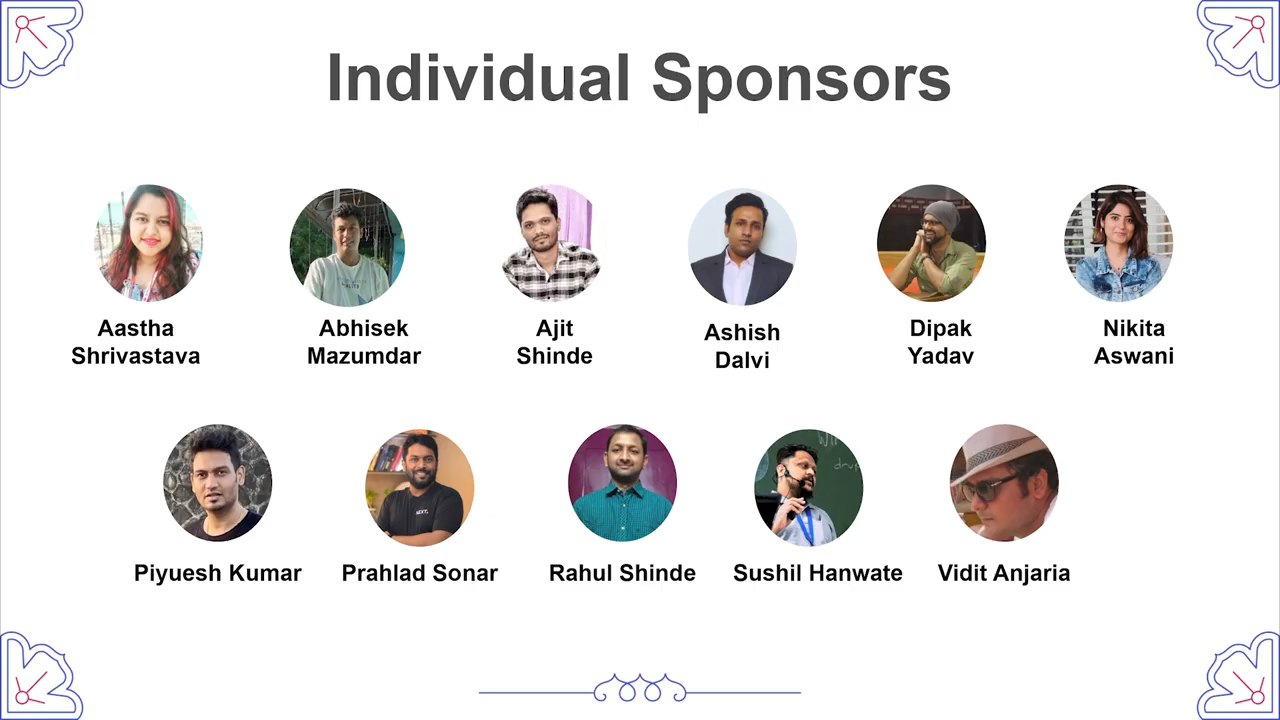 Individual Sponsors
Aastha
Shrivastava
Abhisek
Mazumdar
Ajit
Shinde
Ashish
Dalvi
Dipak
Yadav
Nikita
Aswani
Piyuesh Kumar
Prahlad Sonar
Rahul Shinde
Sushil Hanwate
Vidit Anjaria